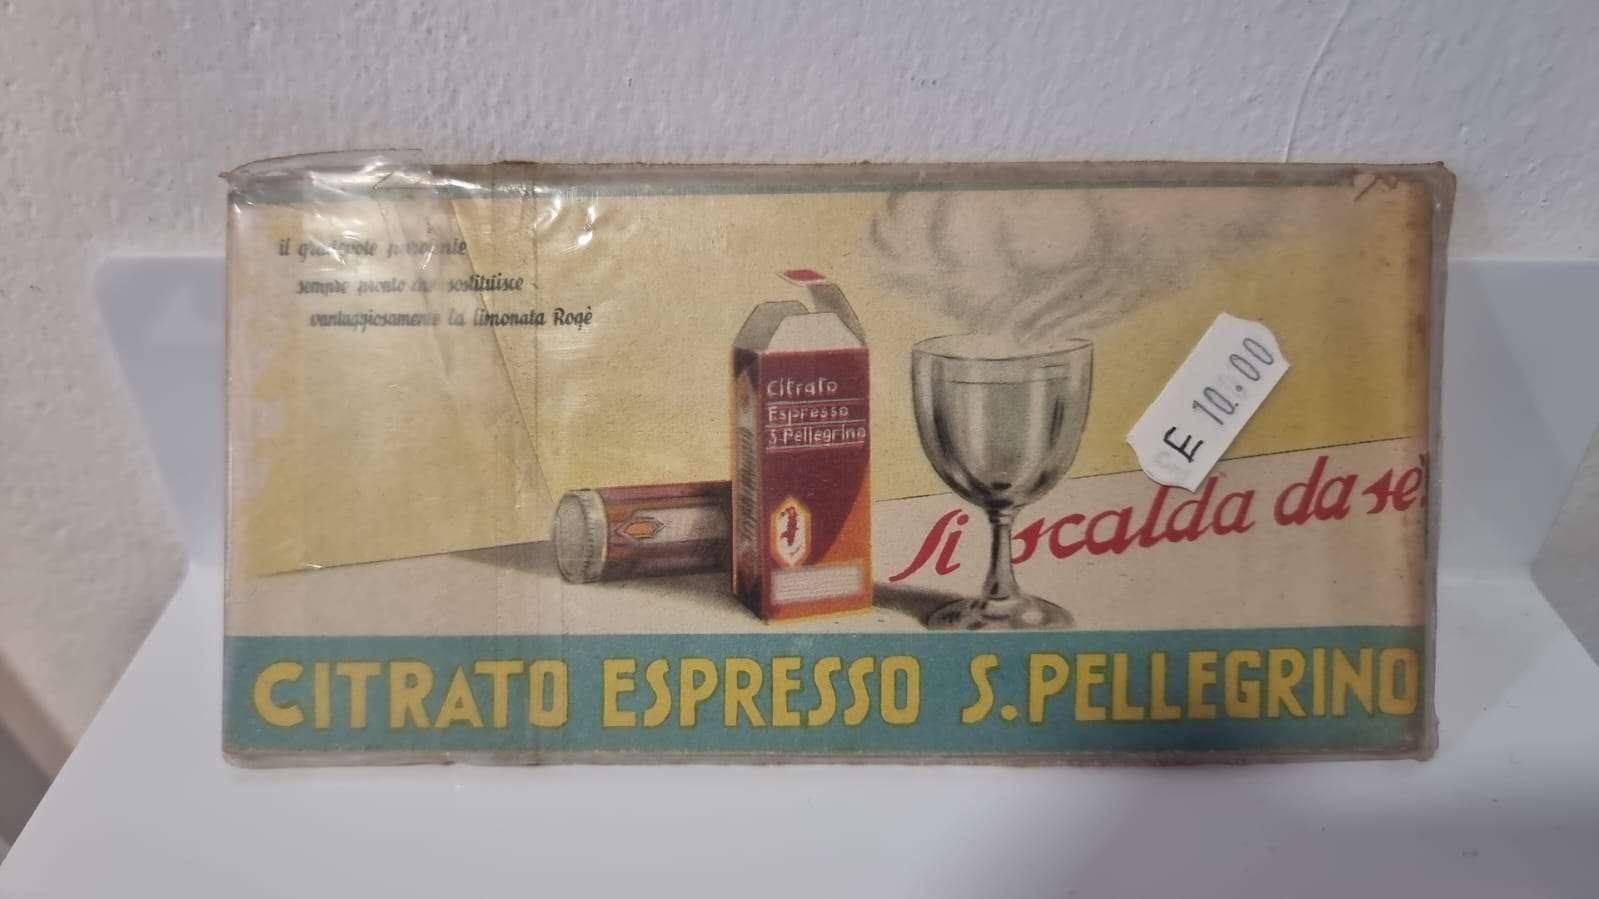 il gradevole purgante
sempre pronto che sostituisce
vantaggiosamente la limonata Rogè
Citrato
Espresso
S. Pellegrino
E 10.00
Si scalda da sè!
CITRATO ESPRESSO S. PELLEGRINO